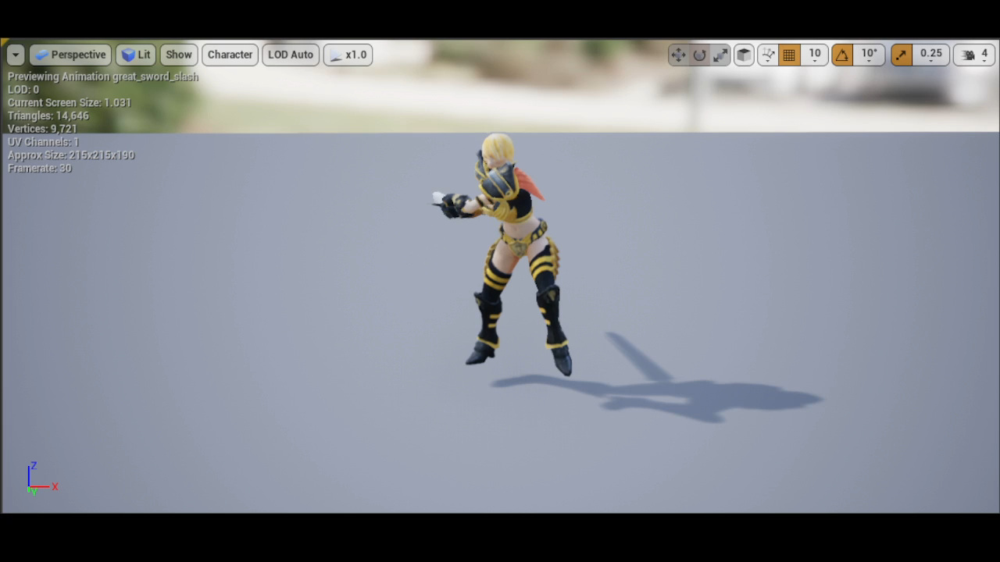 Perspective Lit Show Character LOD Auto x1.0 10 10° 0.25 4
Previewing Animation great_sword_slash
LOD: 0
Current Screen Size: 1.031
Triangles: 14,646
Vertices: 9,721
UV Channels: 1
Approx Size: 215x215x190
Framerate: 30
Z
X
Y